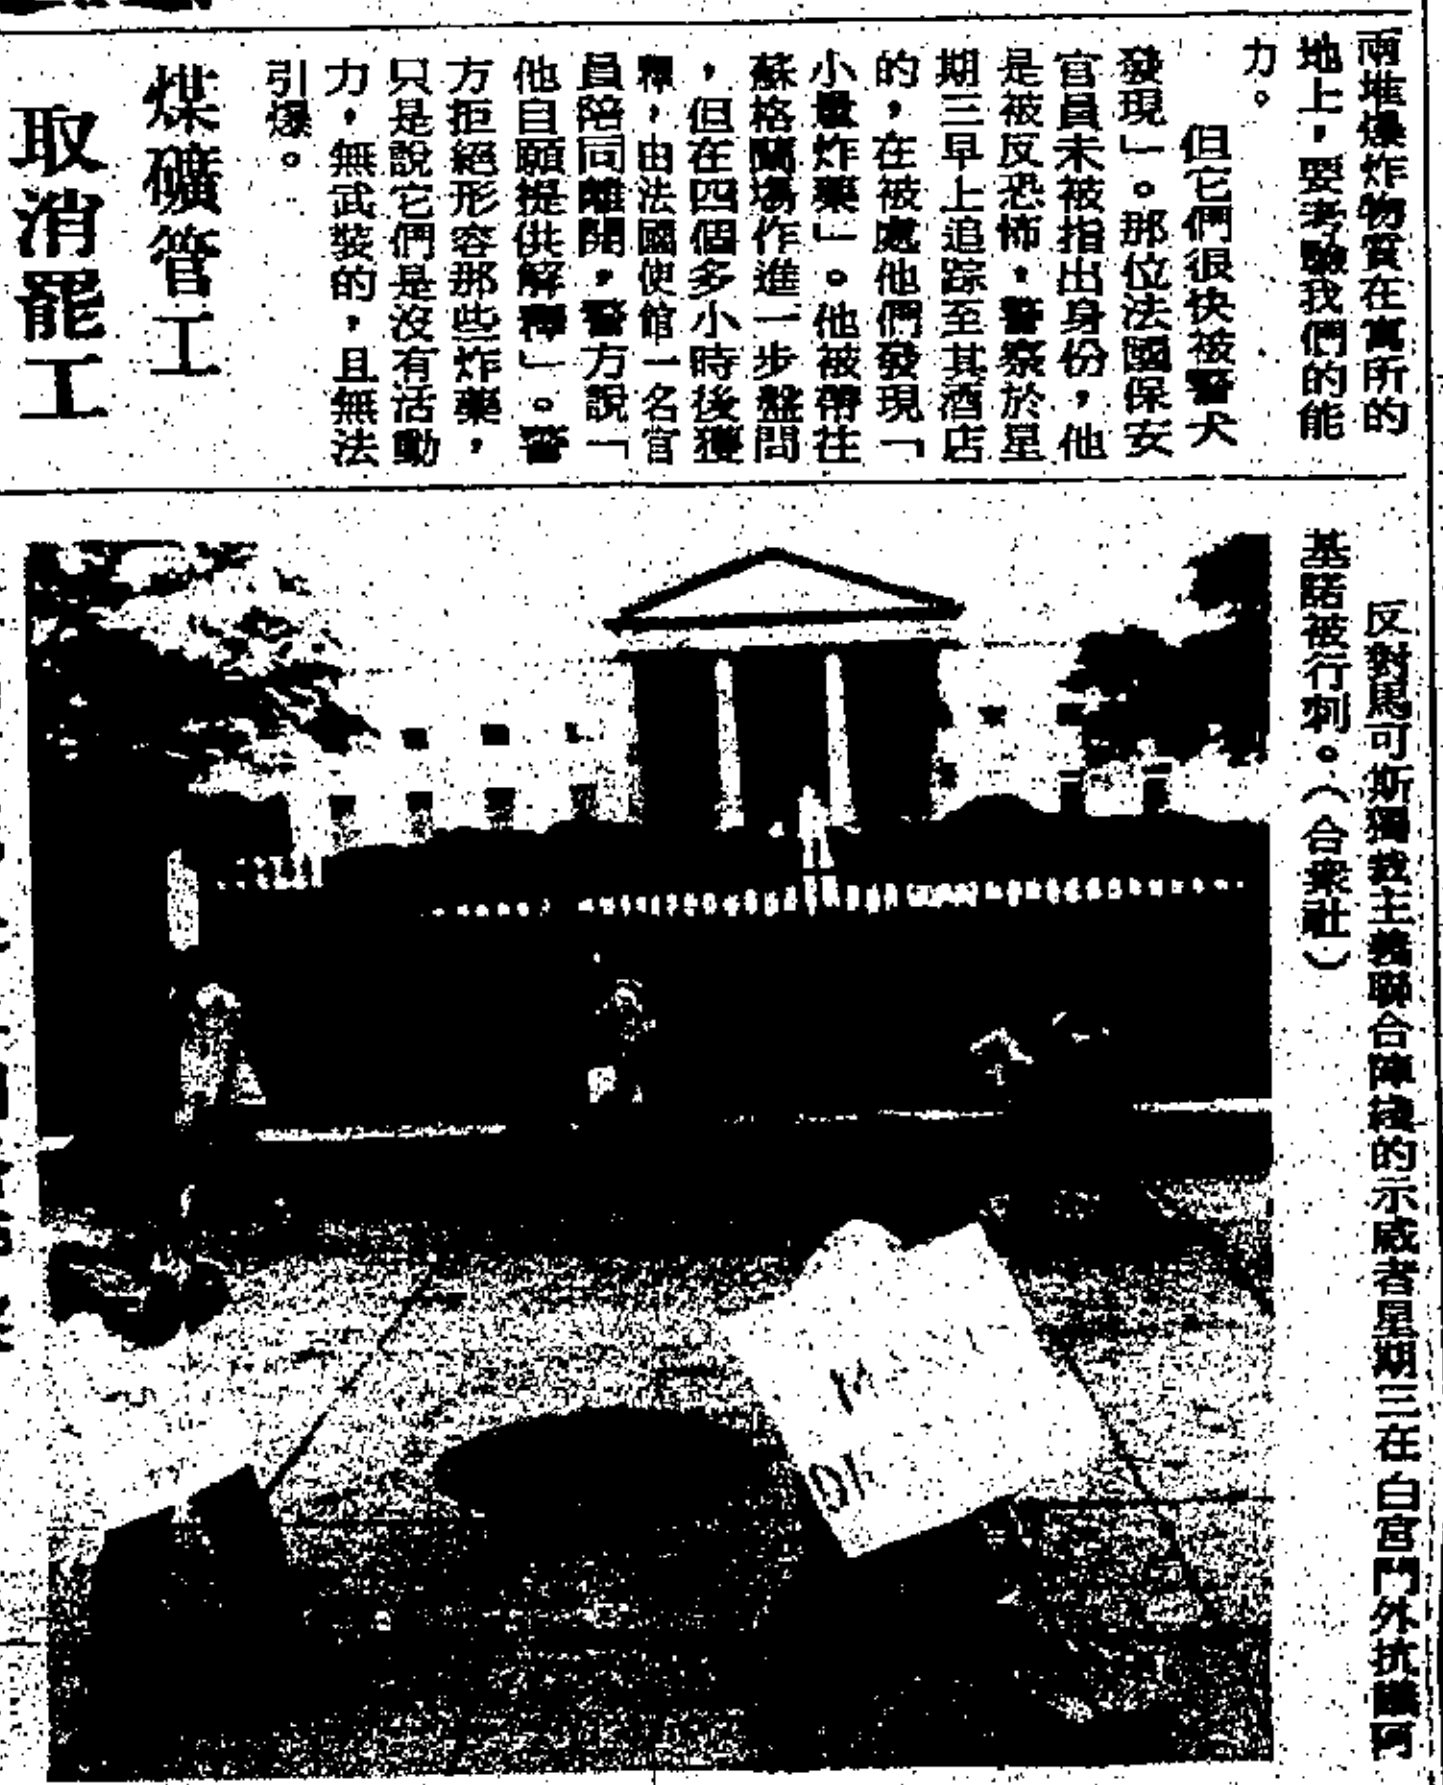 兩堆爆炸物質在寓所的
地上，要考驗我們的能
力。
但它們很快被警犬
發現」。那位法國保安
官員未被指出身份，他
是被反恐怖，警察於星
期三早上追踪至其酒店
的，在被處他們發現「
小量炸藥」。他被帶往
蘇格蘭場作進一步盤問
，但在四個多小時後獲
釋，由法國使館一名官
員陪同離開，警方說「
他自願提供解釋」。警
方拒絕形容那些炸藥，
只是說它們是沒有活動
力，無武裝的，且無法
引爆。
煤礦管工
取消罷工
反對馬可斯獨裁主義聯合陣綫的示威者星期三在白宮門外抗議阿
基諾被行刺。（合衆社）